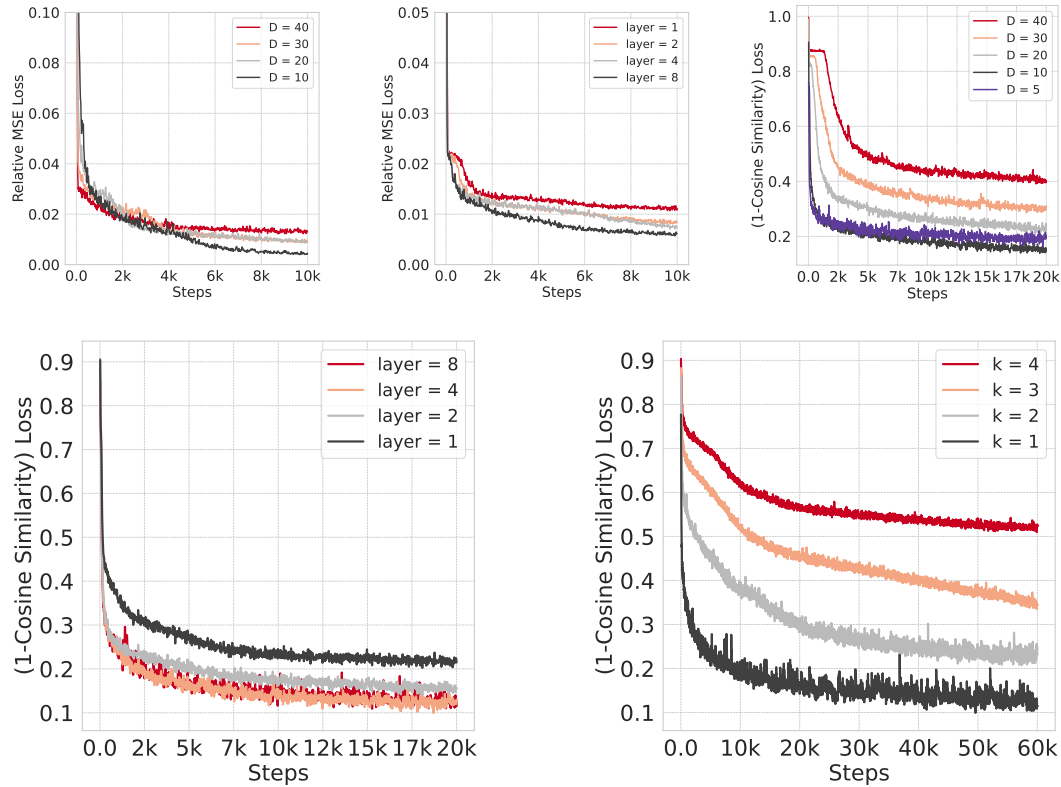 0.10
0.08
0.06
0.04
0.02
0.00
Relative MSE Loss
D = 40
D = 30
D = 20
D = 10
0.0 2k 4k 6k 8k 10k
Steps
0.05
0.04
0.03
0.02
0.01
0.00
Relative MSE Loss
layer = 1
layer = 2
layer = 4
layer = 8
0.0 2k 4k 6k 8k 10k
Steps
1.0
0.8
0.6
0.4
0.2
(1-Cosine Similarity) Loss
D = 40
D = 30
D = 20
D = 10
D = 5
0.0 2k 5k 7k 10k 12k 15k 17k 20k
Steps
0.9
0.8
0.7
0.6
0.5
0.4
0.3
0.2
0.1
(1-Cosine Similarity) Loss
layer = 8
layer = 4
layer = 2
layer = 1
0.0 2k 5k 7k 10k 12k 15k 17k 20k
Steps
0.9
0.8
0.7
0.6
0.5
0.4
0.3
0.2
0.1
(1-Cosine Similarity) Loss
k = 4
k = 3
k = 2
k = 1
0.0 10k 20k 30k 40k 50k 60k
Steps